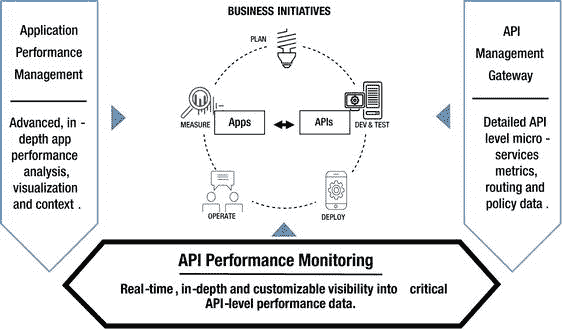 Application
Performance
Management
Advanced, in -
depth app
performance
analysis,
visualization
and context .
BUSINESS INITIATIVES
PLAN
MEASURE
Apps
APIs
DEV & TEST
OPERATE
DEPLOY
API
Management
Gateway
Detailed API
level micro -
services
metrics,
routing and
policy data .
API Performance Monitoring
Real-time , in-depth and customizable visibility into critical
API-level performance data.